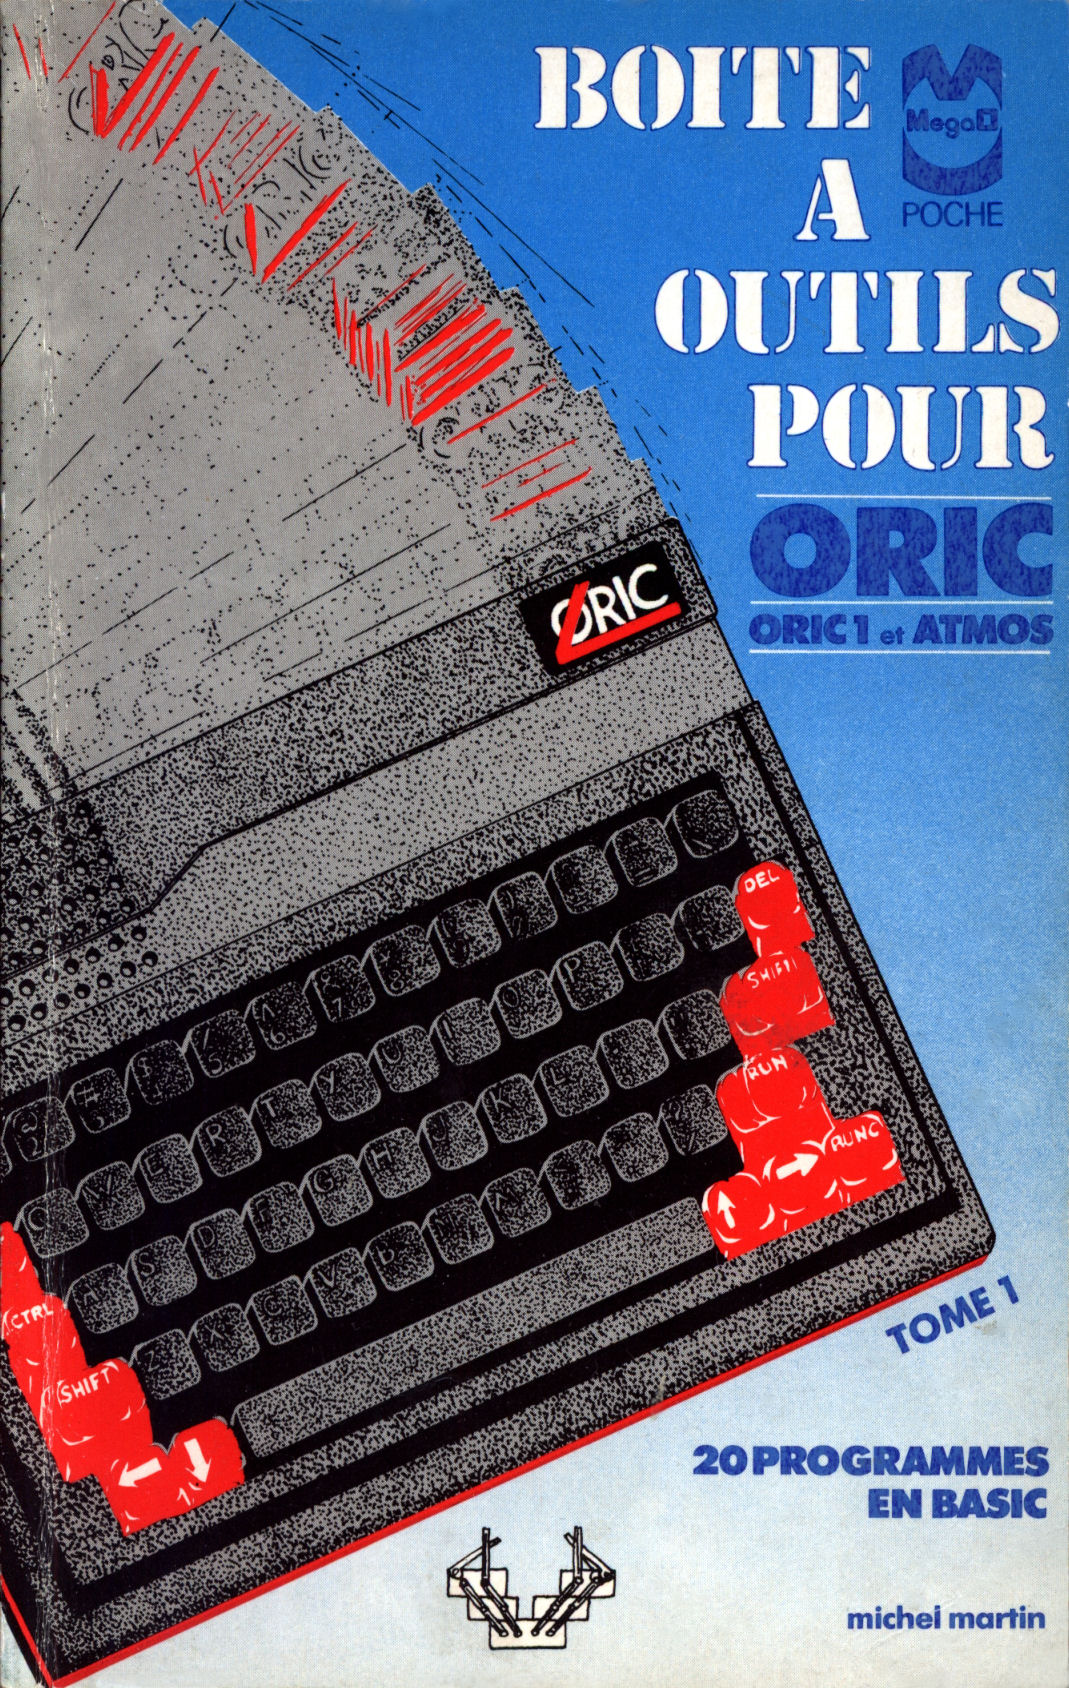 BOITE
A
OUTILS
POUR
MegaO
POCHE
ORIC
ORIC 1 et ATMOS
ORIC
DEL
SHIFT
RUN
FUNC
CTRL
SHIFT
TOME 1
20 PROGRAMMES
EN BASIC
michel martin